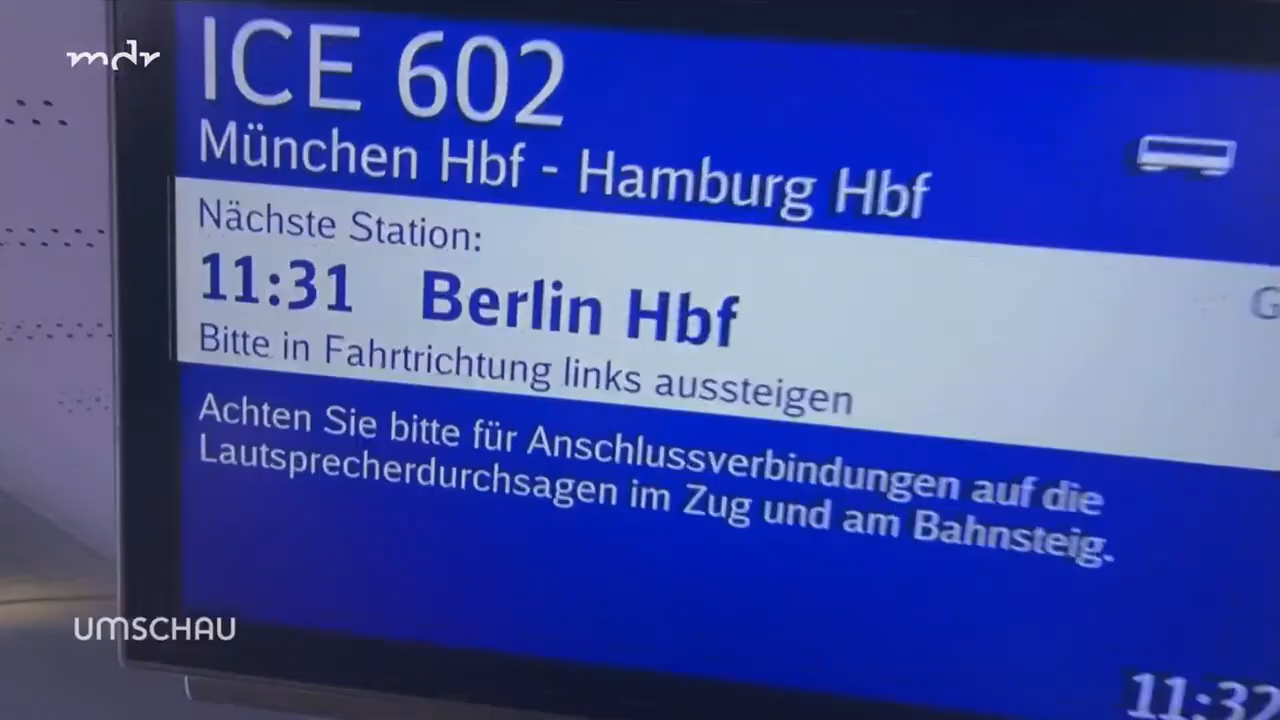 mdr
ICE 602
München Hbf - Hamburg Hbf
Nächste Station:
11:31 Berlin Hbf
Bitte in Fahrtrichtung links aussteigen
Achten Sie bitte für Anschlussverbindungen auf die
Lautsprecherdurchsagen im Zug und am Bahnsteig.
UMSCHAU
11:32